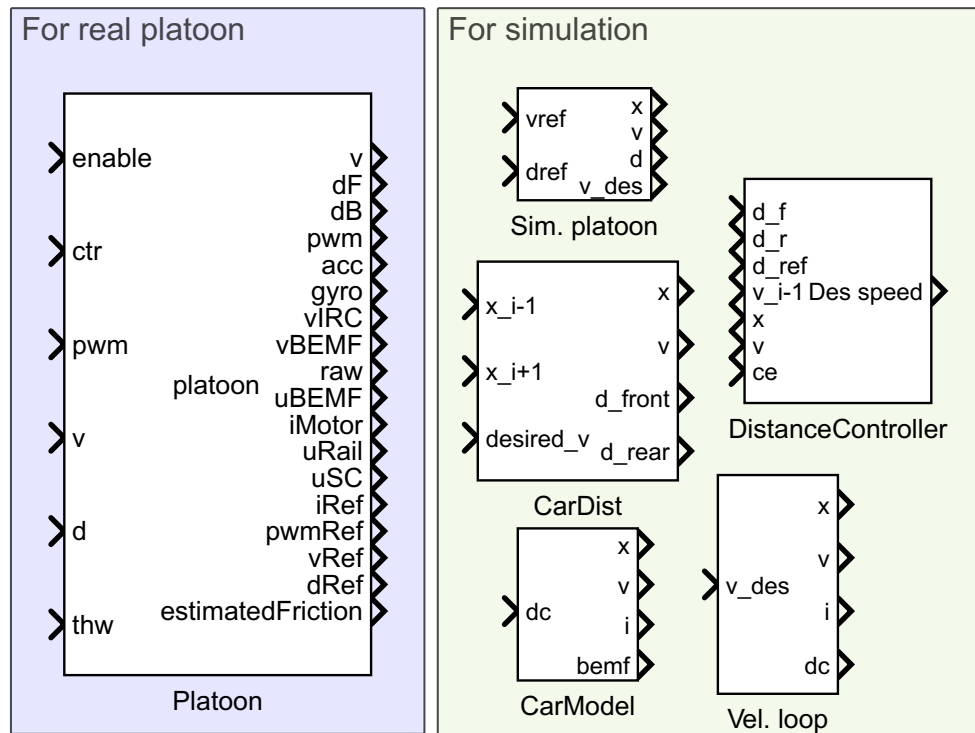 For real platoon
enable
ctr
pwm
v
d
thw
platoon
v
dF
dB
pwm
acc
gyro
vIRC
vBEMF
raw
uBEMF
iMotor
uRail
uSC
iRef
pwmRef
vRef
dRef
estimatedFriction
Platoon
For simulation
vref
dref
x
v
d
v_des
Sim. platoon
x_i-1
x_i+1
desired_v
x
v
d_front
d_rear
CarDist
d_f
d_r
d_ref
v_i-1 Des speed
x
v
ce
DistanceController
dc
x
v
i
bemf
CarModel
v_des
x
v
i
dc
Vel. loop